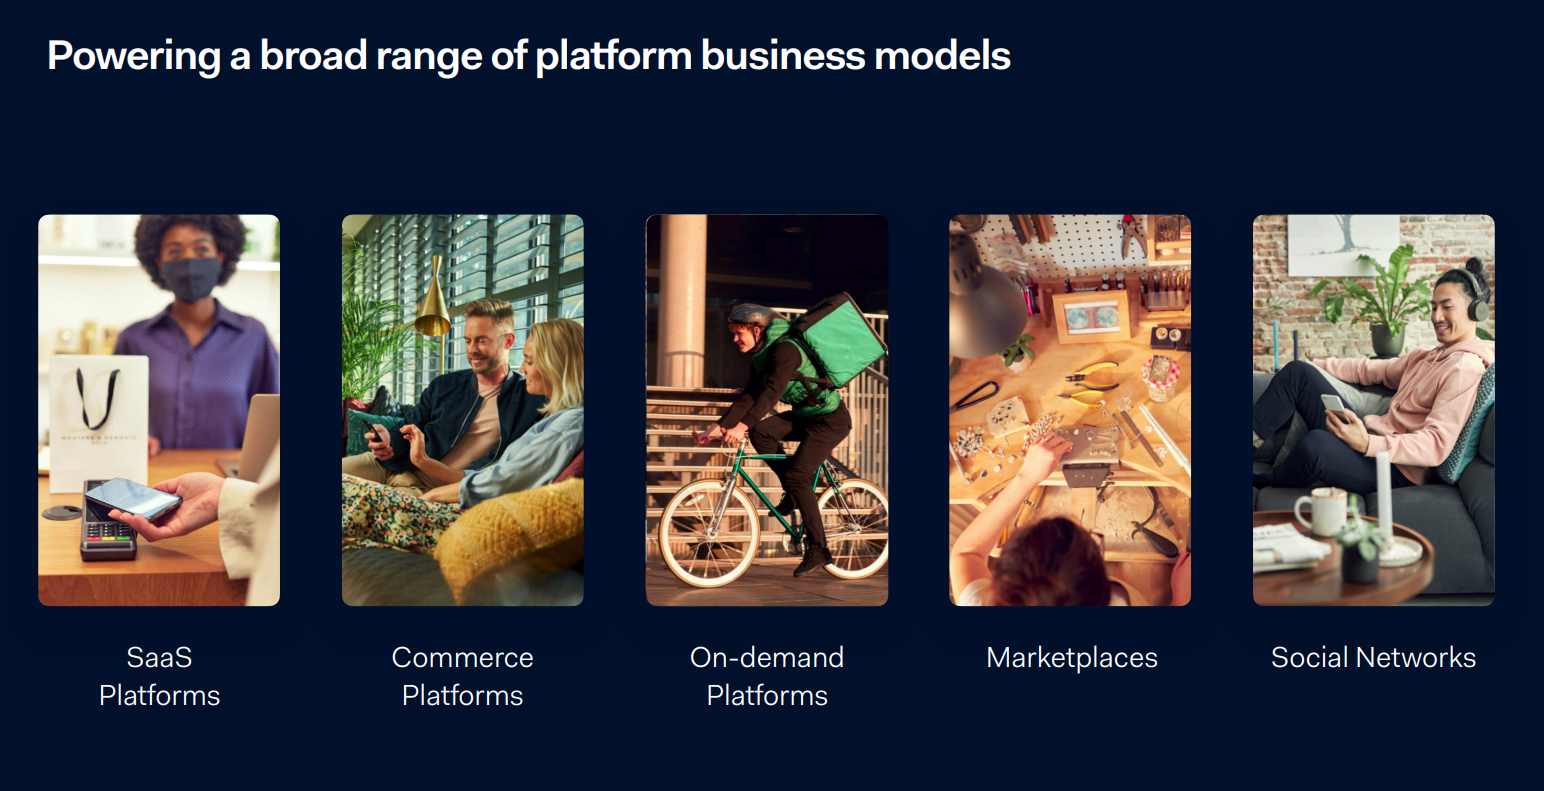 Powering a broad range of platform business models
SaaS
Platforms
Commerce
Platforms
On-demand
Platforms
Marketplaces
Social Networks